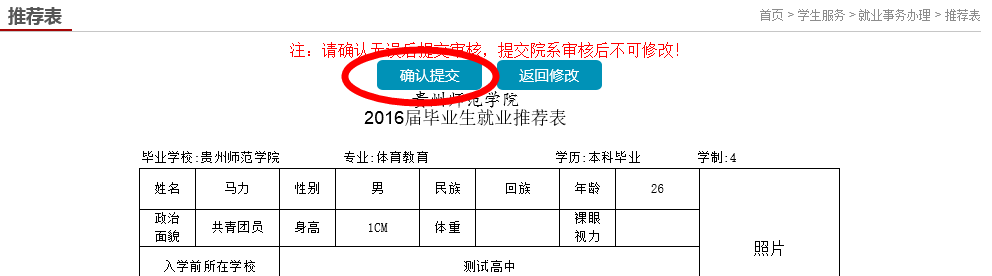 推荐表
首页 > 学生服务 > 就业事务办理 > 推荐表
注：请确认无误后提交审核，提交院系审核后不可修改！
确认提交 返回修改
贵州师范学院
2016届毕业生就业推荐表
毕业学校:贵州师范学院 专业:体育教育 学历:本科毕业 学制:4
姓名 马力 性别 男 民族 回族 年龄 26
政治面貌 共青团员 身高 1CM 体重 裸眼视力
照片
入学前所在学校 测试高中